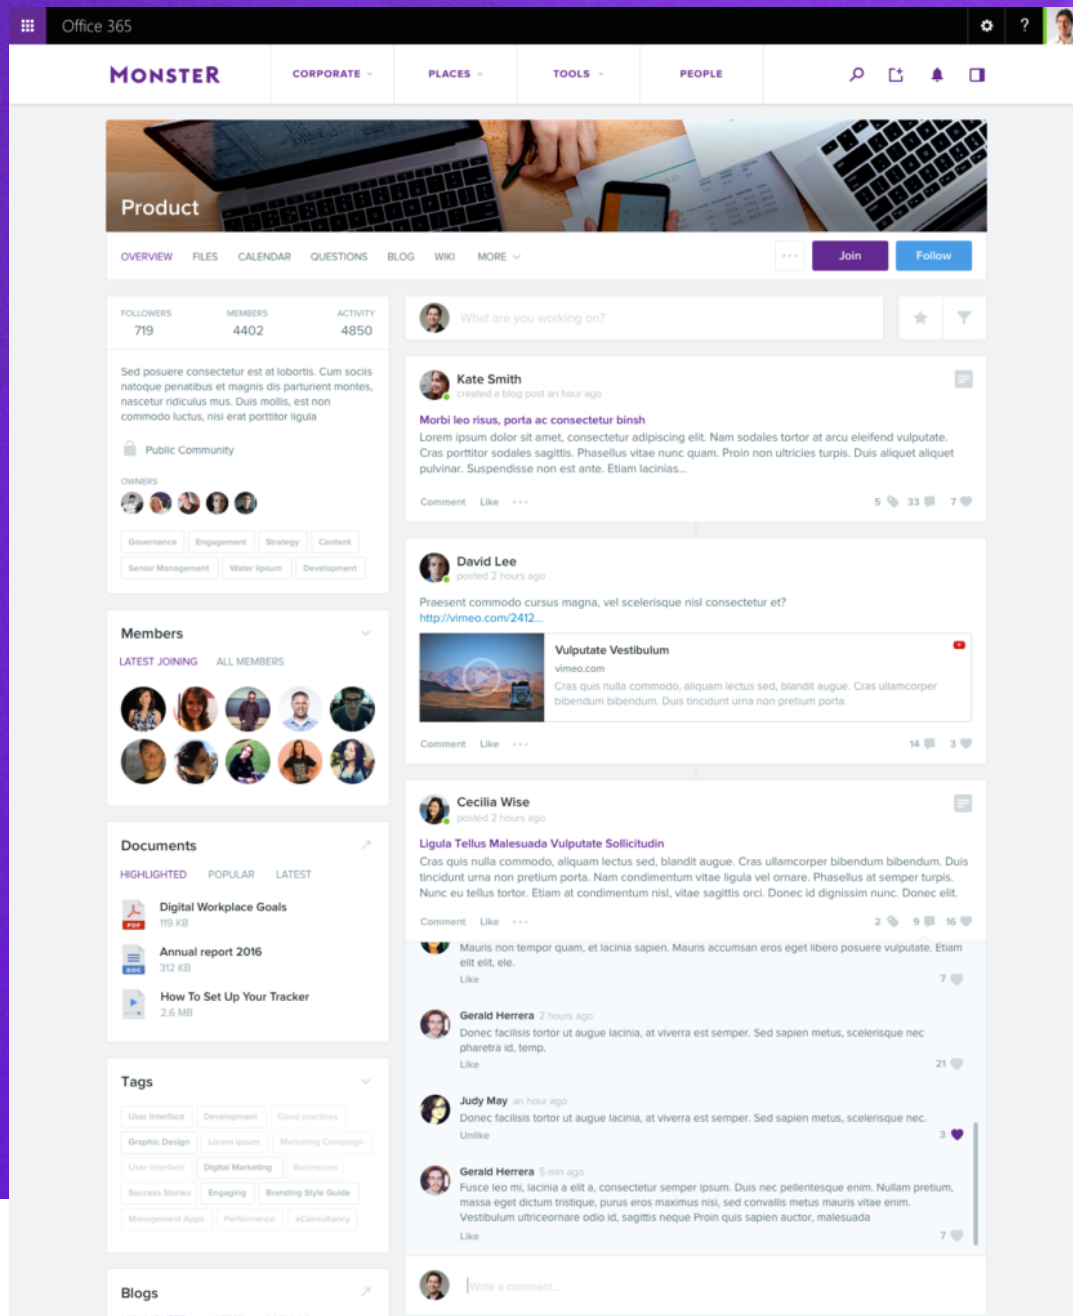 Office 365
?
MONSTER
CORPORATE
PLACES
TOOLS
PEOPLE
Product
OVERVIEW
FILES
CALENDAR
QUESTIONS
BLOG
WIKI
MORE
Join
Follow
FOLLOWERS
719
MEMBERS
4402
ACTIVITY
4850
Sed posuere consectetur est at lobortis. Cum sociis
natoque penatibus et magnis dis parturient montes,
nascetur ridiculus mus. Duis mollis, est non
commodo luctus, nisi erat porttitor ligula
Public Community
OWNERS
Governance
Engagement
Strategy
Content
Senior Management
Water Ipsum
Development
Members
LATEST JOINING
ALL MEMBERS
Documents
HIGHLIGHTED
POPULAR
LATEST
PDF
Digital Workplace Goals
119 KB
DOC
Annual report 2016
312 KB
How To Set Up Your Tracker
2,6 MB
Tags
User Interface
Development
Good practices
Graphic Design
Lorem ipsum
Marketing Campaign
User Interface
Digital Marketing
Businesses
Success Stories
Engaging
Branding Style Guide
Management Apps
Performance
eConsultancy
Blogs
What are you working on?
Kate Smith
created a blog post an hour ago
Morbi leo risus, porta ac consectetur binsh
Lorem ipsum dolor sit amet, consectetur adipiscing elit. Nam sodales tortor at arcu eleifend vulputate.
Cras porttitor sodales sagittis. Phasellus vitae nunc quam. Proin non ultricies turpis. Duis aliquet aliquet
pulvinar. Suspendisse non est ante. Etiam lacinias...
Comment Like ... 5 33 7
David Lee
posted 2 hours ago
Praesent commodo cursus magna, vel scelerisque nisl consectetur et?
http://vimeo.com/2412...
Vulputate Vestibulum
vimeo.com
Cras quis nulla commodo, aliquam lectus sed, blandit augue. Cras ullamcorper
bibendum bibendum. Duis tincidunt urna non pretium porta.
Comment Like ... 14 3
Cecilia Wise
posted 2 hours ago
Ligula Tellus Malesuada Vulputate Sollicitudin
Cras quis nulla commodo, aliquam lectus sed, blandit augue. Cras ullamcorper bibendum bibendum. Duis
tincidunt urna non pretium porta. Nam condimentum vitae ligula vel ornare. Phasellus at semper turpis.
Nunc eu tellus tortor. Etiam at condimentum nisl, vitae sagittis orci. Donec id dignissim nunc. Donec elit.
Comment Like ... 2 9 16
Mauris non tempor quam, et lacinia sapien. Mauris accumsan eros eget libero posuere vulputate. Etiam
elit elit, ele.
Like 7
Gerald Herrera 2 hours ago
Donec facilisis tortor ut augue lacinia, at viverra est semper. Sed sapien metus, scelerisque nec
pharetra id, temp.
Like 21
Judy May an hour ago
Donec facilisis tortor ut augue lacinia, at viverra est semper. Sed sapien metus, scelerisque nec.
Unlike 3
Gerald Herrera 5 min ago
Fusce leo mi, lacinia a elit a, consectetur semper ipsum. Duis nec pellentesque enim. Nullam pretium,
massa eget dictum tristique, purus eros maximus nisi, sed convallis metus mauris vitae enim.
Vestibulum ultriceornare odio id, sagittis neque Proin quis sapien auctor, malesuada
Like 7
Write a comment...